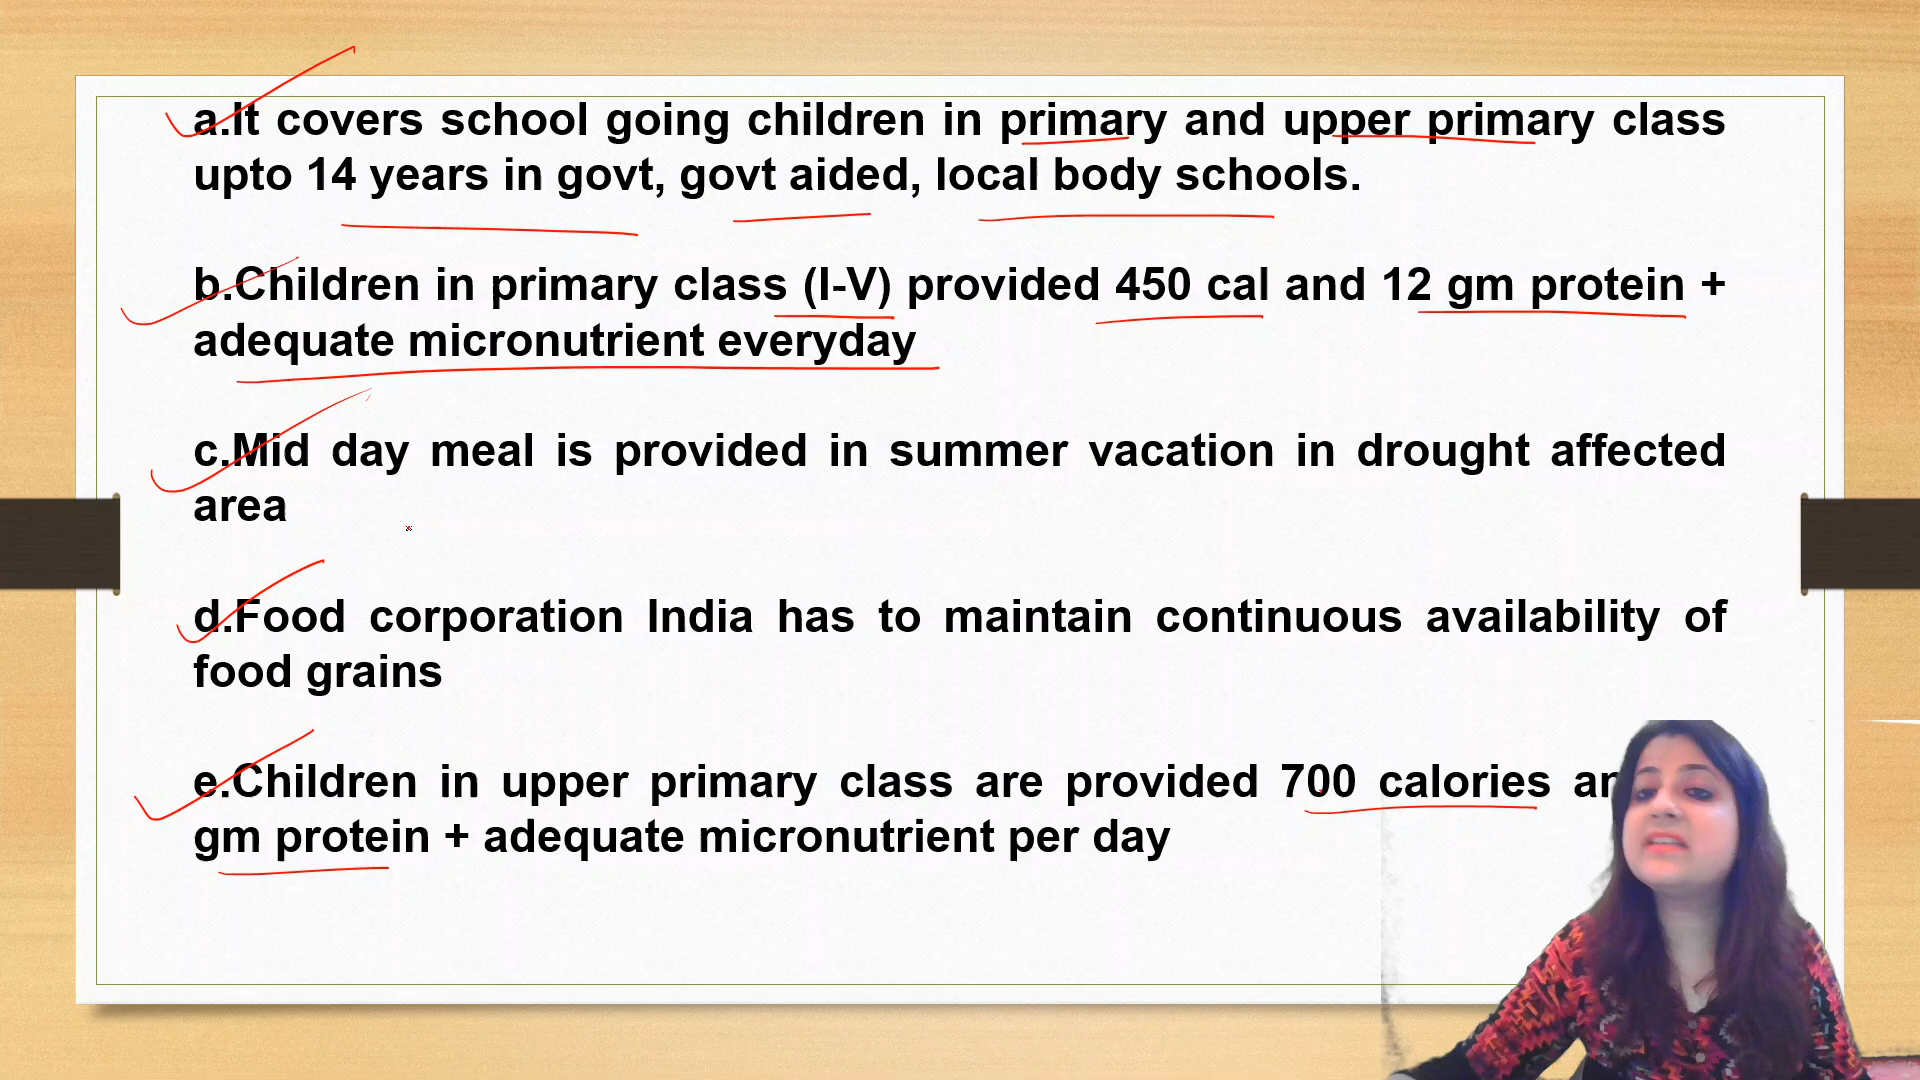 a.It covers school going children in primary and upper primary class
upto 14 years in govt, govt aided, local body schools.
b.Children in primary class (I-V) provided 450 cal and 12 gm protein +
adequate micronutrient everyday
c.Mid day meal is provided in summer vacation in drought affected
area
d.Food corporation India has to maintain continuous availability of
food grains
e.Children in upper primary class are provided 700 calories
gm protein + adequate micronutrient per day